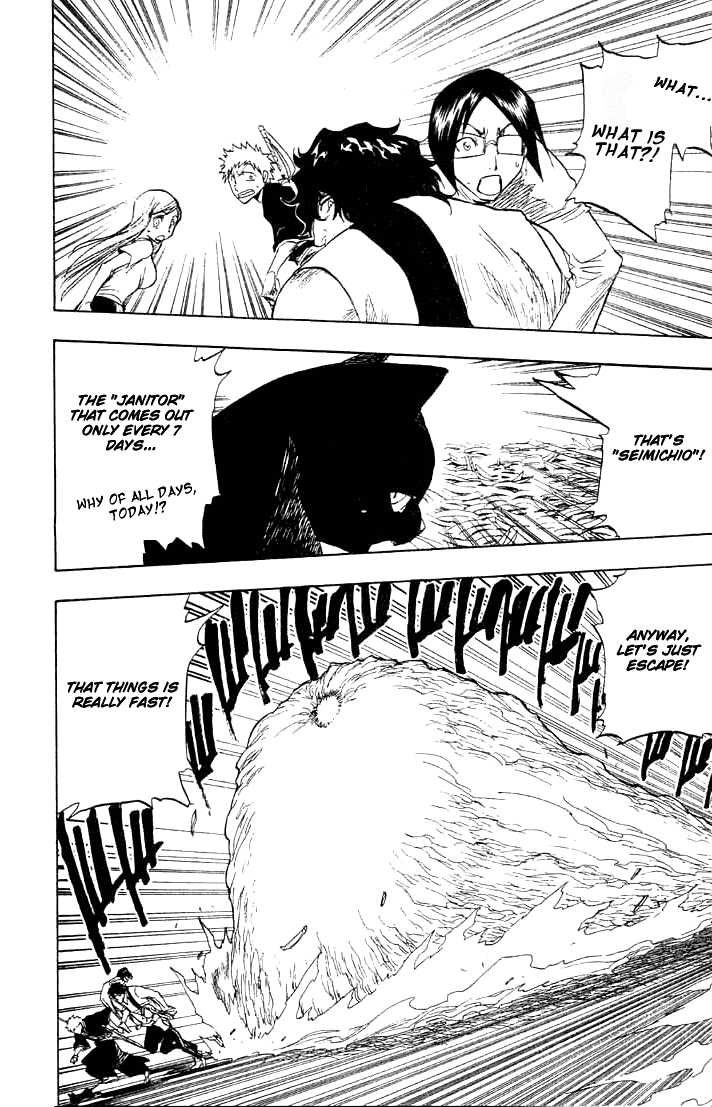 WHAT...
WHAT IS
THAT?!
THAT'S
"SEIMICHIO"!
THE "JANITOR"
THAT COMES OUT
ONLY EVERY 7
DAYS...
WHY OF ALL DAYS,
TODAY!?
ANYWAY,
LET'S JUST
ESCAPE!
THAT THINGS IS
REALLY FAST!